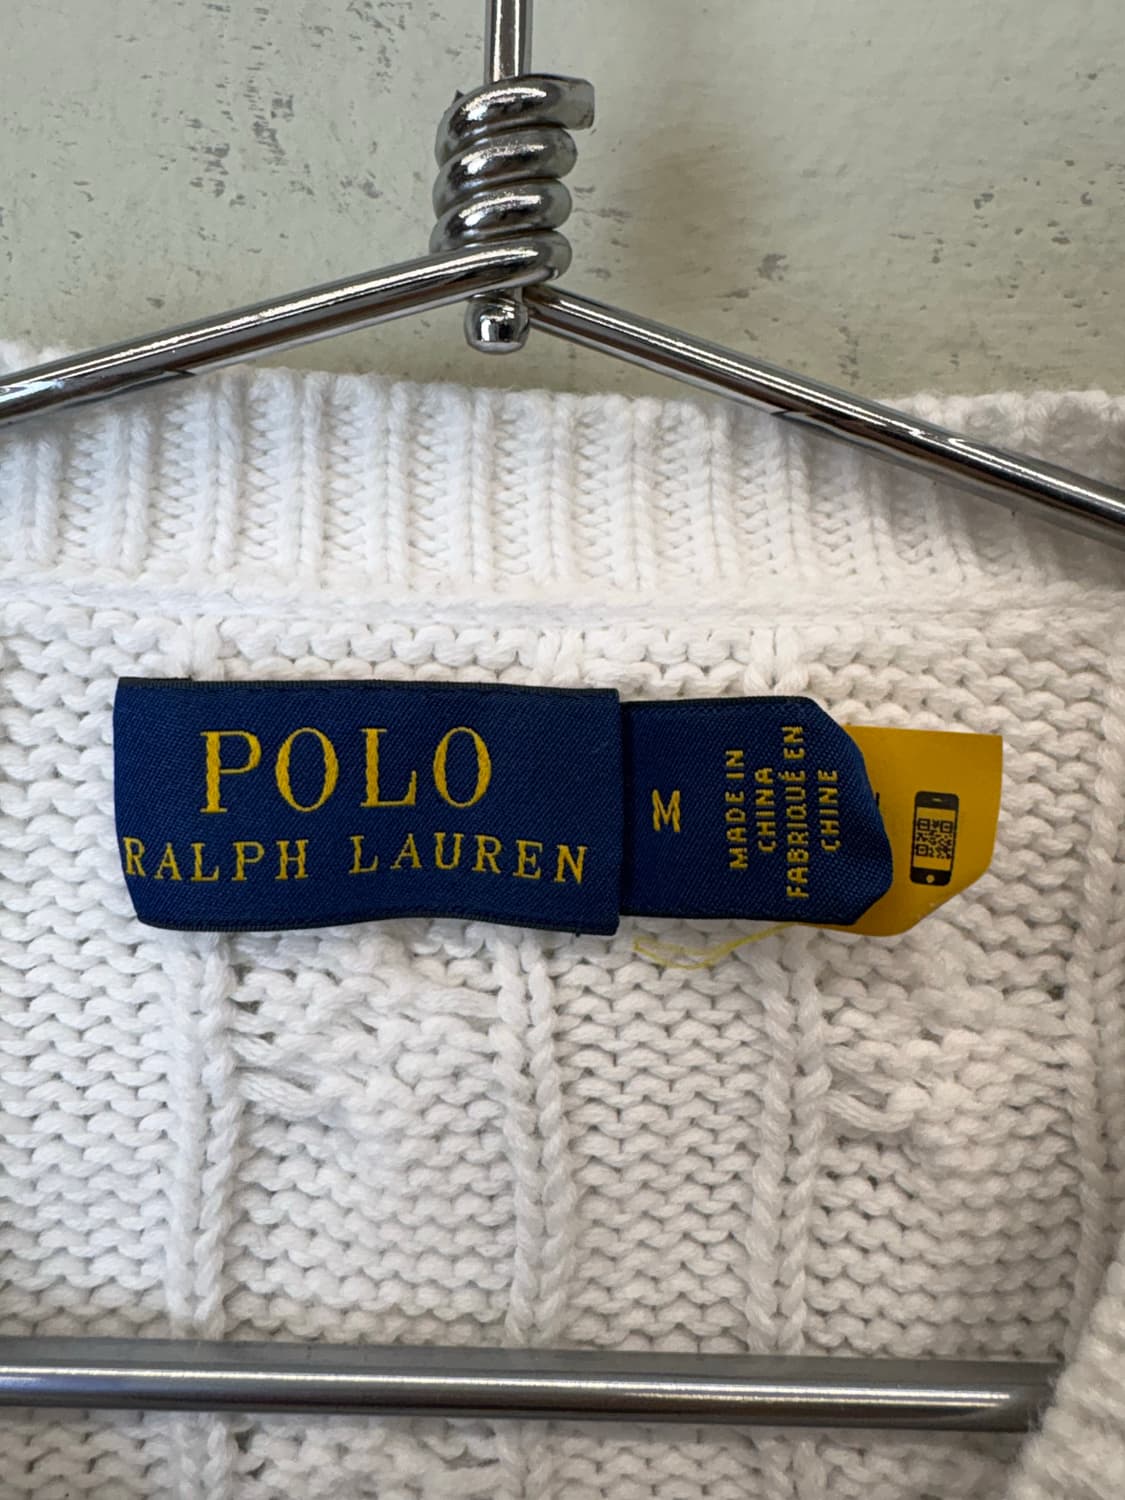 POLO
RALPH LAUREN
M
MADE IN
CHINA
FABRIQUÉ EN
CHINE